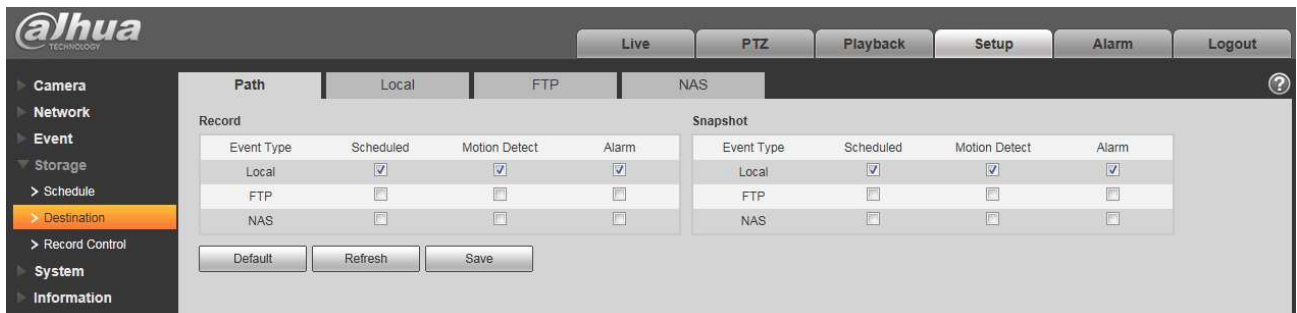 alhua
TECHNOLOGY
Live PTZ Playback Setup Alarm Logout
Camera
Network
Event
Storage
> Schedule
> Destination
> Record Control
System
Information
Path Local FTP NAS ?
Record
Event Type Scheduled Motion Detect Alarm
Local
FTP
NAS
Snapshot
Event Type Scheduled Motion Detect Alarm
Local
FTP
NAS
Default Refresh Save